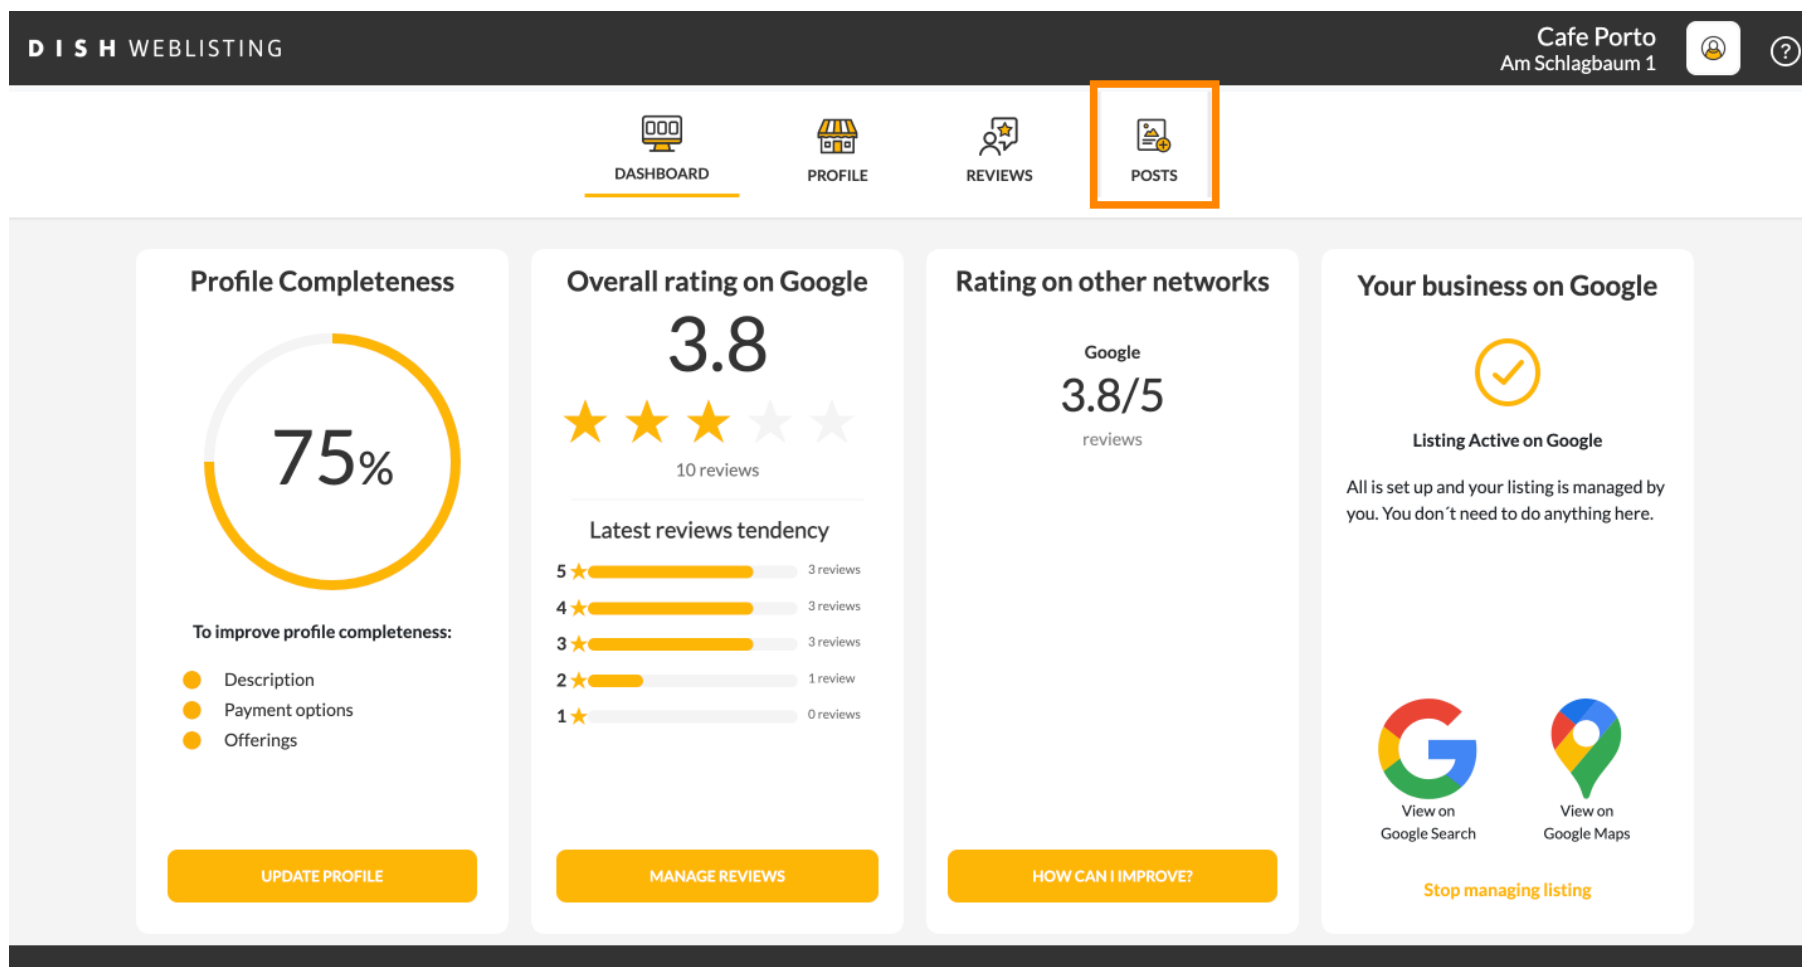 DISH WEBLISTING
Cafe Porto
Am Schlagbaum 1
?
DASHBOARD
PROFILE
REVIEWS
POSTS
Profile Completeness
75%
To improve profile completeness:
Description
Payment options
Offerings
UPDATE PROFILE
Overall rating on Google
3.8
10 reviews
Latest reviews tendency
5 3 reviews
4 3 reviews
3 3 reviews
2 1 review
1 0 reviews
MANAGE REVIEWS
Rating on other networks
Google
3.8/5
reviews
HOW CAN I IMPROVE?
Your business on Google
Listing Active on Google
All is set up and your listing is managed by
you. You don´t need to do anything here.
View on
Google Search
View on
Google Maps
Stop managing listing